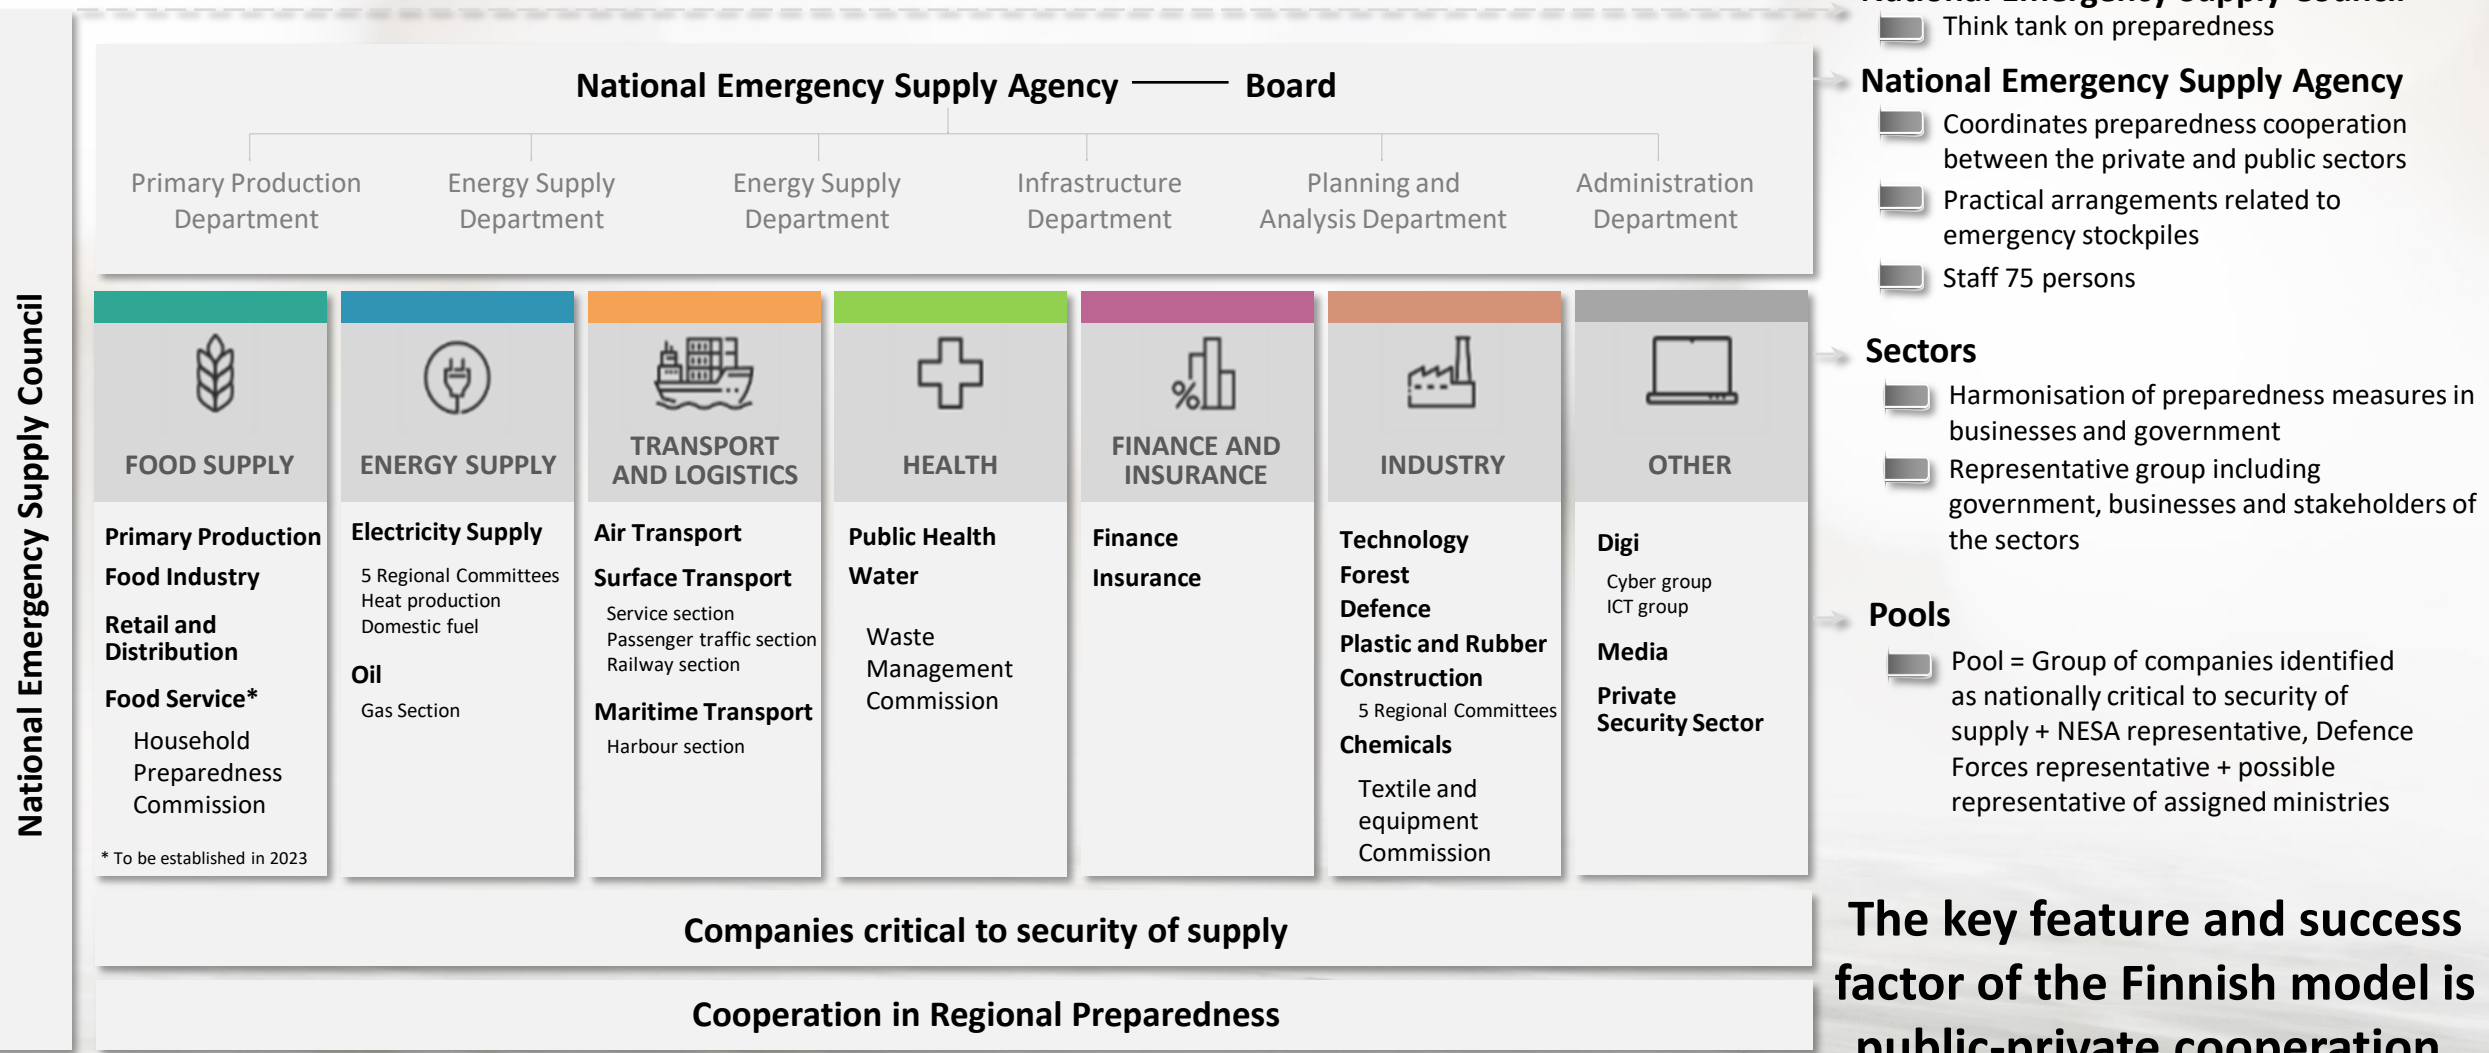 National Emergency Supply Council
National Emergency Supply Agency
Board
Primary Production
Department
Energy Supply
Department
Energy Supply
Department
Infrastructure
Department
Planning and
Analysis Department
Administration
Department
FOOD SUPPLY
Primary Production
Food Industry
Retail and
Distribution
Food Service*
Household
Preparedness
Commission
* To be established in 2023
ENERGY SUPPLY
Electricity Supply
5 Regional Committees
Heat production
Domestic fuel
Oil
Gas Section
TRANSPORT
AND LOGISTICS
Air Transport
Surface Transport
Service section
Passenger traffic section
Railway section
Maritime Transport
Harbour section
HEALTH
Public Health
Water
Waste
Management
Commission
%
FINANCE AND
INSURANCE
Finance
Insurance
INDUSTRY
Technology
Forest
Defence
Plastic and Rubber
Construction
5 Regional Committees
Chemicals
Textile and
equipment
Commission
OTHER
Digi
Cyber group
ICT group
Media
Private
Security Sector
Companies critical to security of supply
Cooperation in Regional Preparedness
National Emergency Supply Council
Think tank on preparedness
National Emergency Supply Agency
Coordinates preparedness cooperation
between the private and public sectors
Practical arrangements related to
emergency stockpiles
Staff 75 persons
Sectors
Harmonisation of preparedness measures in
businesses and government
Representative group including
government, businesses and stakeholders of
the sectors
Pools
Pool = Group of companies identified
as nationally critical to security of
supply + NESA representative, Defence
Forces representative + possible
representative of assigned ministries
The key feature and success
factor of the Finnish model is
public-private cooperation